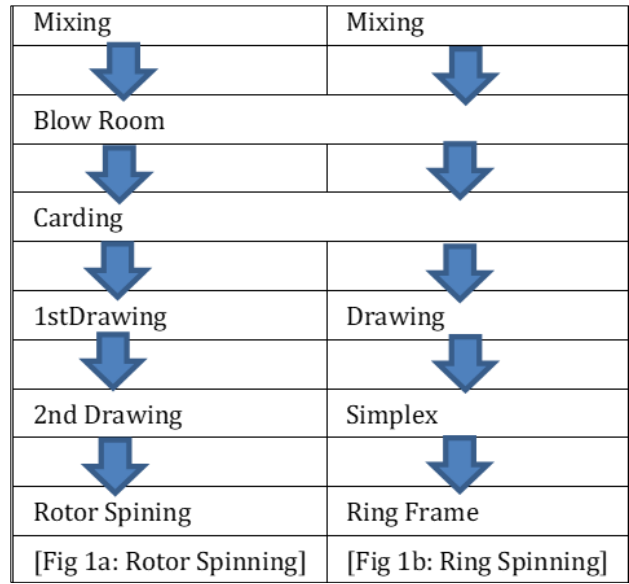 Mixing Mixing
Blow Room
Carding
1stDrawing Drawing
2nd Drawing Simplex
Rotor Spining Ring Frame
[Fig 1a: Rotor Spinning] [Fig 1b: Ring Spinning]